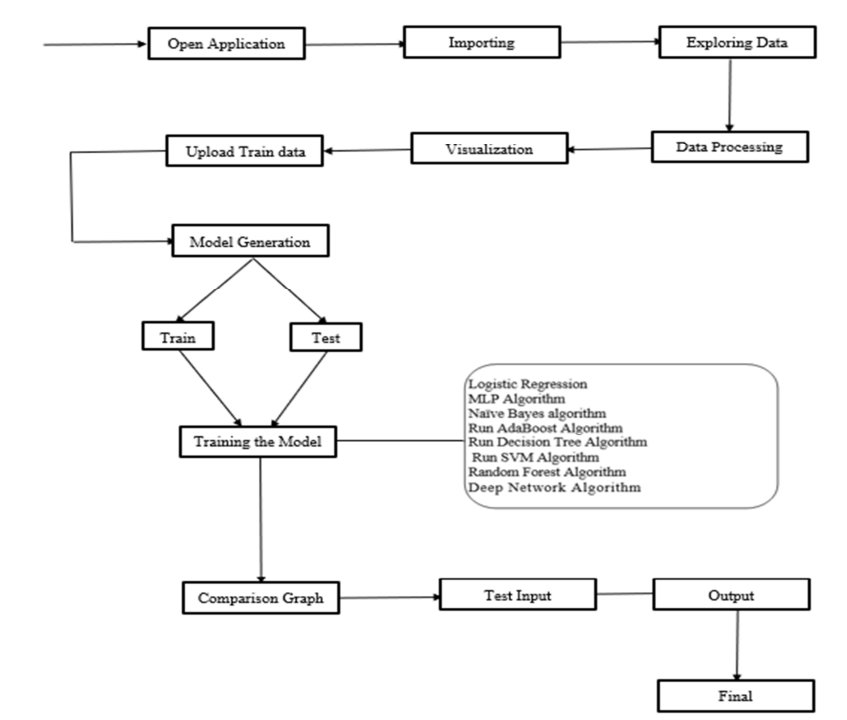 Open Application
Importing
Exploring Data
Data Processing
Visualization
Upload Train data
Model Generation
Train
Test
Training the Model
Logistic Regression
MLP Algorithm
Naïve Bayes algorithm
Run AdaBoost Algorithm
Run Decision Tree Algorithm
Run SVM Algorithm
Random Forest Algorithm
Deep Network Algorithm
Comparison Graph
Test Input
Output
Final